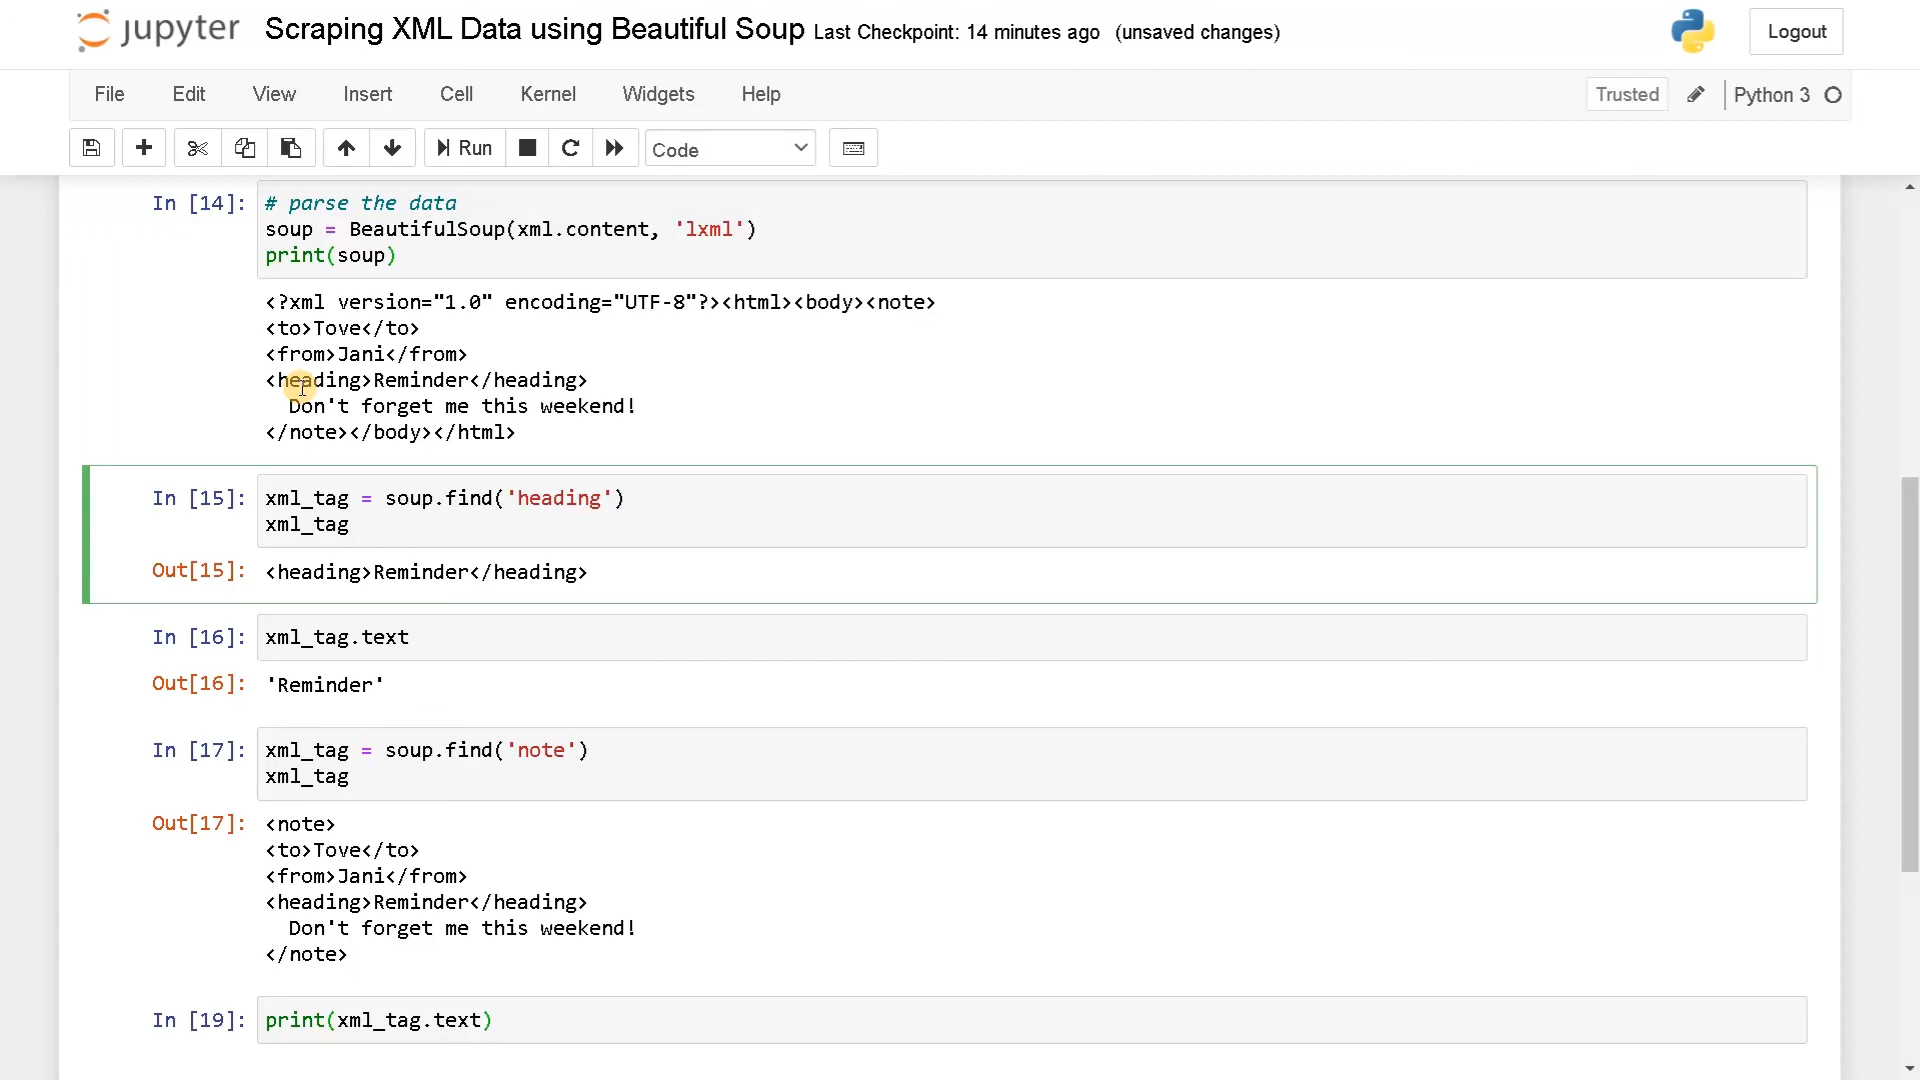 jupyter Scraping XML Data using Beautiful Soup Last Checkpoint: 14 minutes ago (unsaved changes) Logout
File Edit View Insert Cell Kernel Widgets Help Trusted Python 3
Run Code
In [14]: # parse the data
soup = BeautifulSoup(xml.content, 'lxml')
print(soup)
<?xml version="1.0" encoding="UTF-8"?><html><body><note>
<to>Tove</to>
<from>Jani</from>
<heading>Reminder</heading>
Don't forget me this weekend!
</note></body></html>
In [15]: xml_tag = soup.find('heading')
xml_tag
Out[15]: <heading>Reminder</heading>
In [16]: xml_tag.text
Out[16]: 'Reminder'
In [17]: xml_tag = soup.find('note')
xml_tag
Out[17]: <note>
<to>Tove</to>
<from>Jani</from>
<heading>Reminder</heading>
Don't forget me this weekend!
</note>
In [19]: print(xml_tag.text)